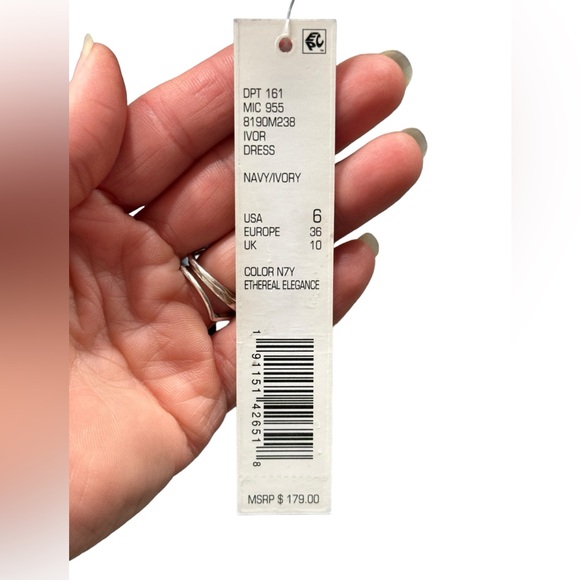 DPT 161
MIC 955
8190M238
IVOR
DRESS
NAVY/IVORY
USA 6
EUROPE 36
UK 10
COLOR N7Y
ETHEREAL ELEGANCE
1 91151 42651 8
MSRP $ 179.00